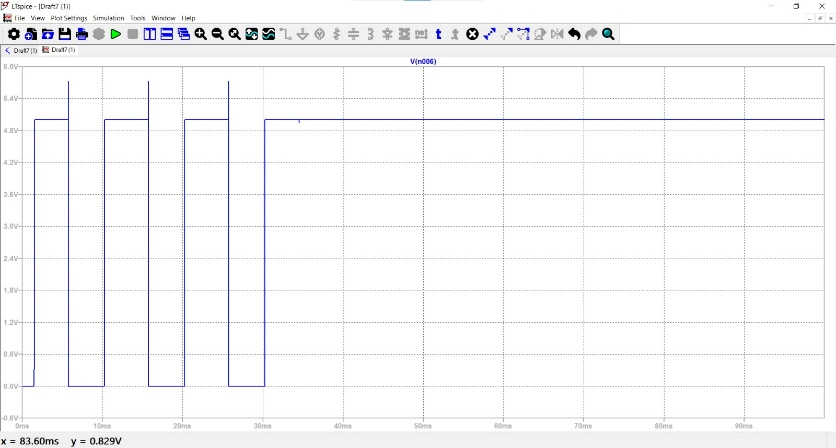 LTspice - [Draft7 (1)]
File View Plot Settings Simulation Tools Window Help
Draft7 (1) Draft7 (1)
V(n006)
6.0V
5.4V
4.8V
4.2V
3.6V
3.0V
2.4V
1.8V
1.2V
0.6V
0.0V
-0.6V
0ms 10ms 20ms 30ms 40ms 50ms 60ms 70ms 80ms 90ms
x = 83.60ms y = 0.829V